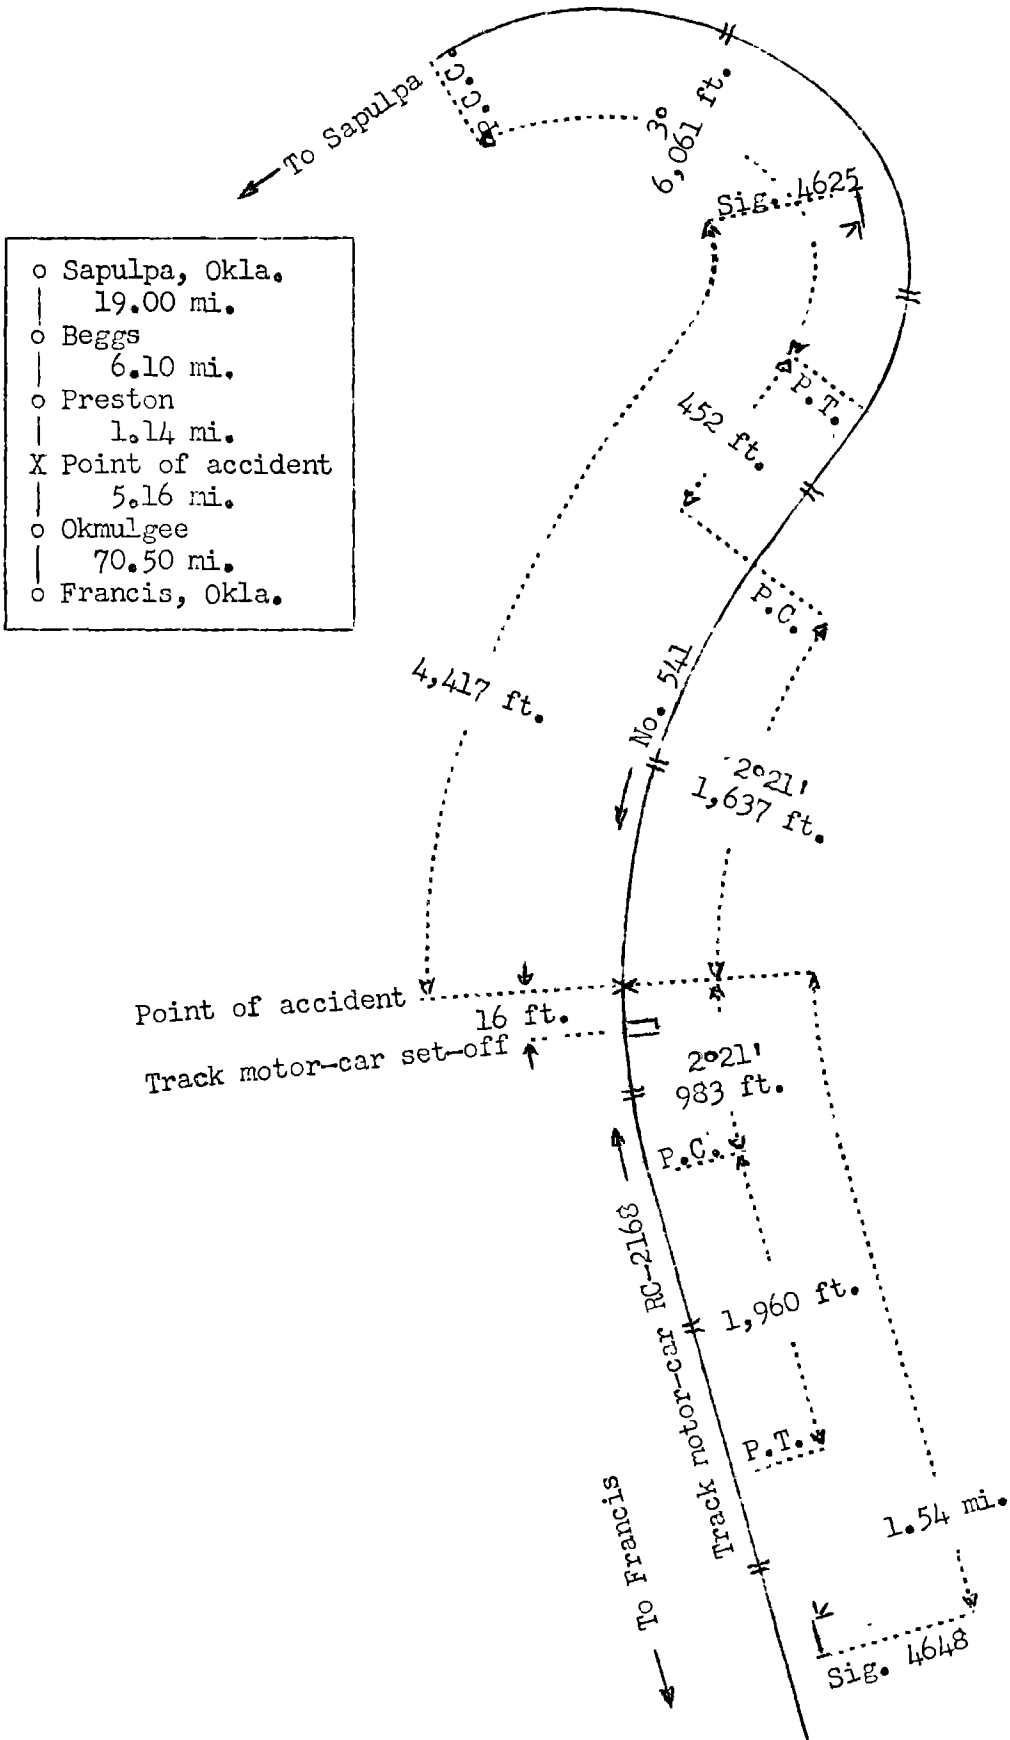 To Sapulpa
P.C.C.
3°
6,061 ft.
Sig. 4625
o Sapulpa, Okla.
19.00 mi.
o Beggs
6.10 mi.
o Preston
1.14 mi.
X Point of accident
5.16 mi.
o Okmulgee
70.50 mi.
o Francis, Okla.
P.T.
452 ft.
P.C.
4,417 ft.
No. 541
2°21'
1,637 ft.
Point of accident
16 ft.
Track motor-car set-off
2°21'
983 ft.
P.C.
Track motor-car RC-2168
1,960 ft.
P.T.
To Francis
1.54 mi.
Sig. 4648